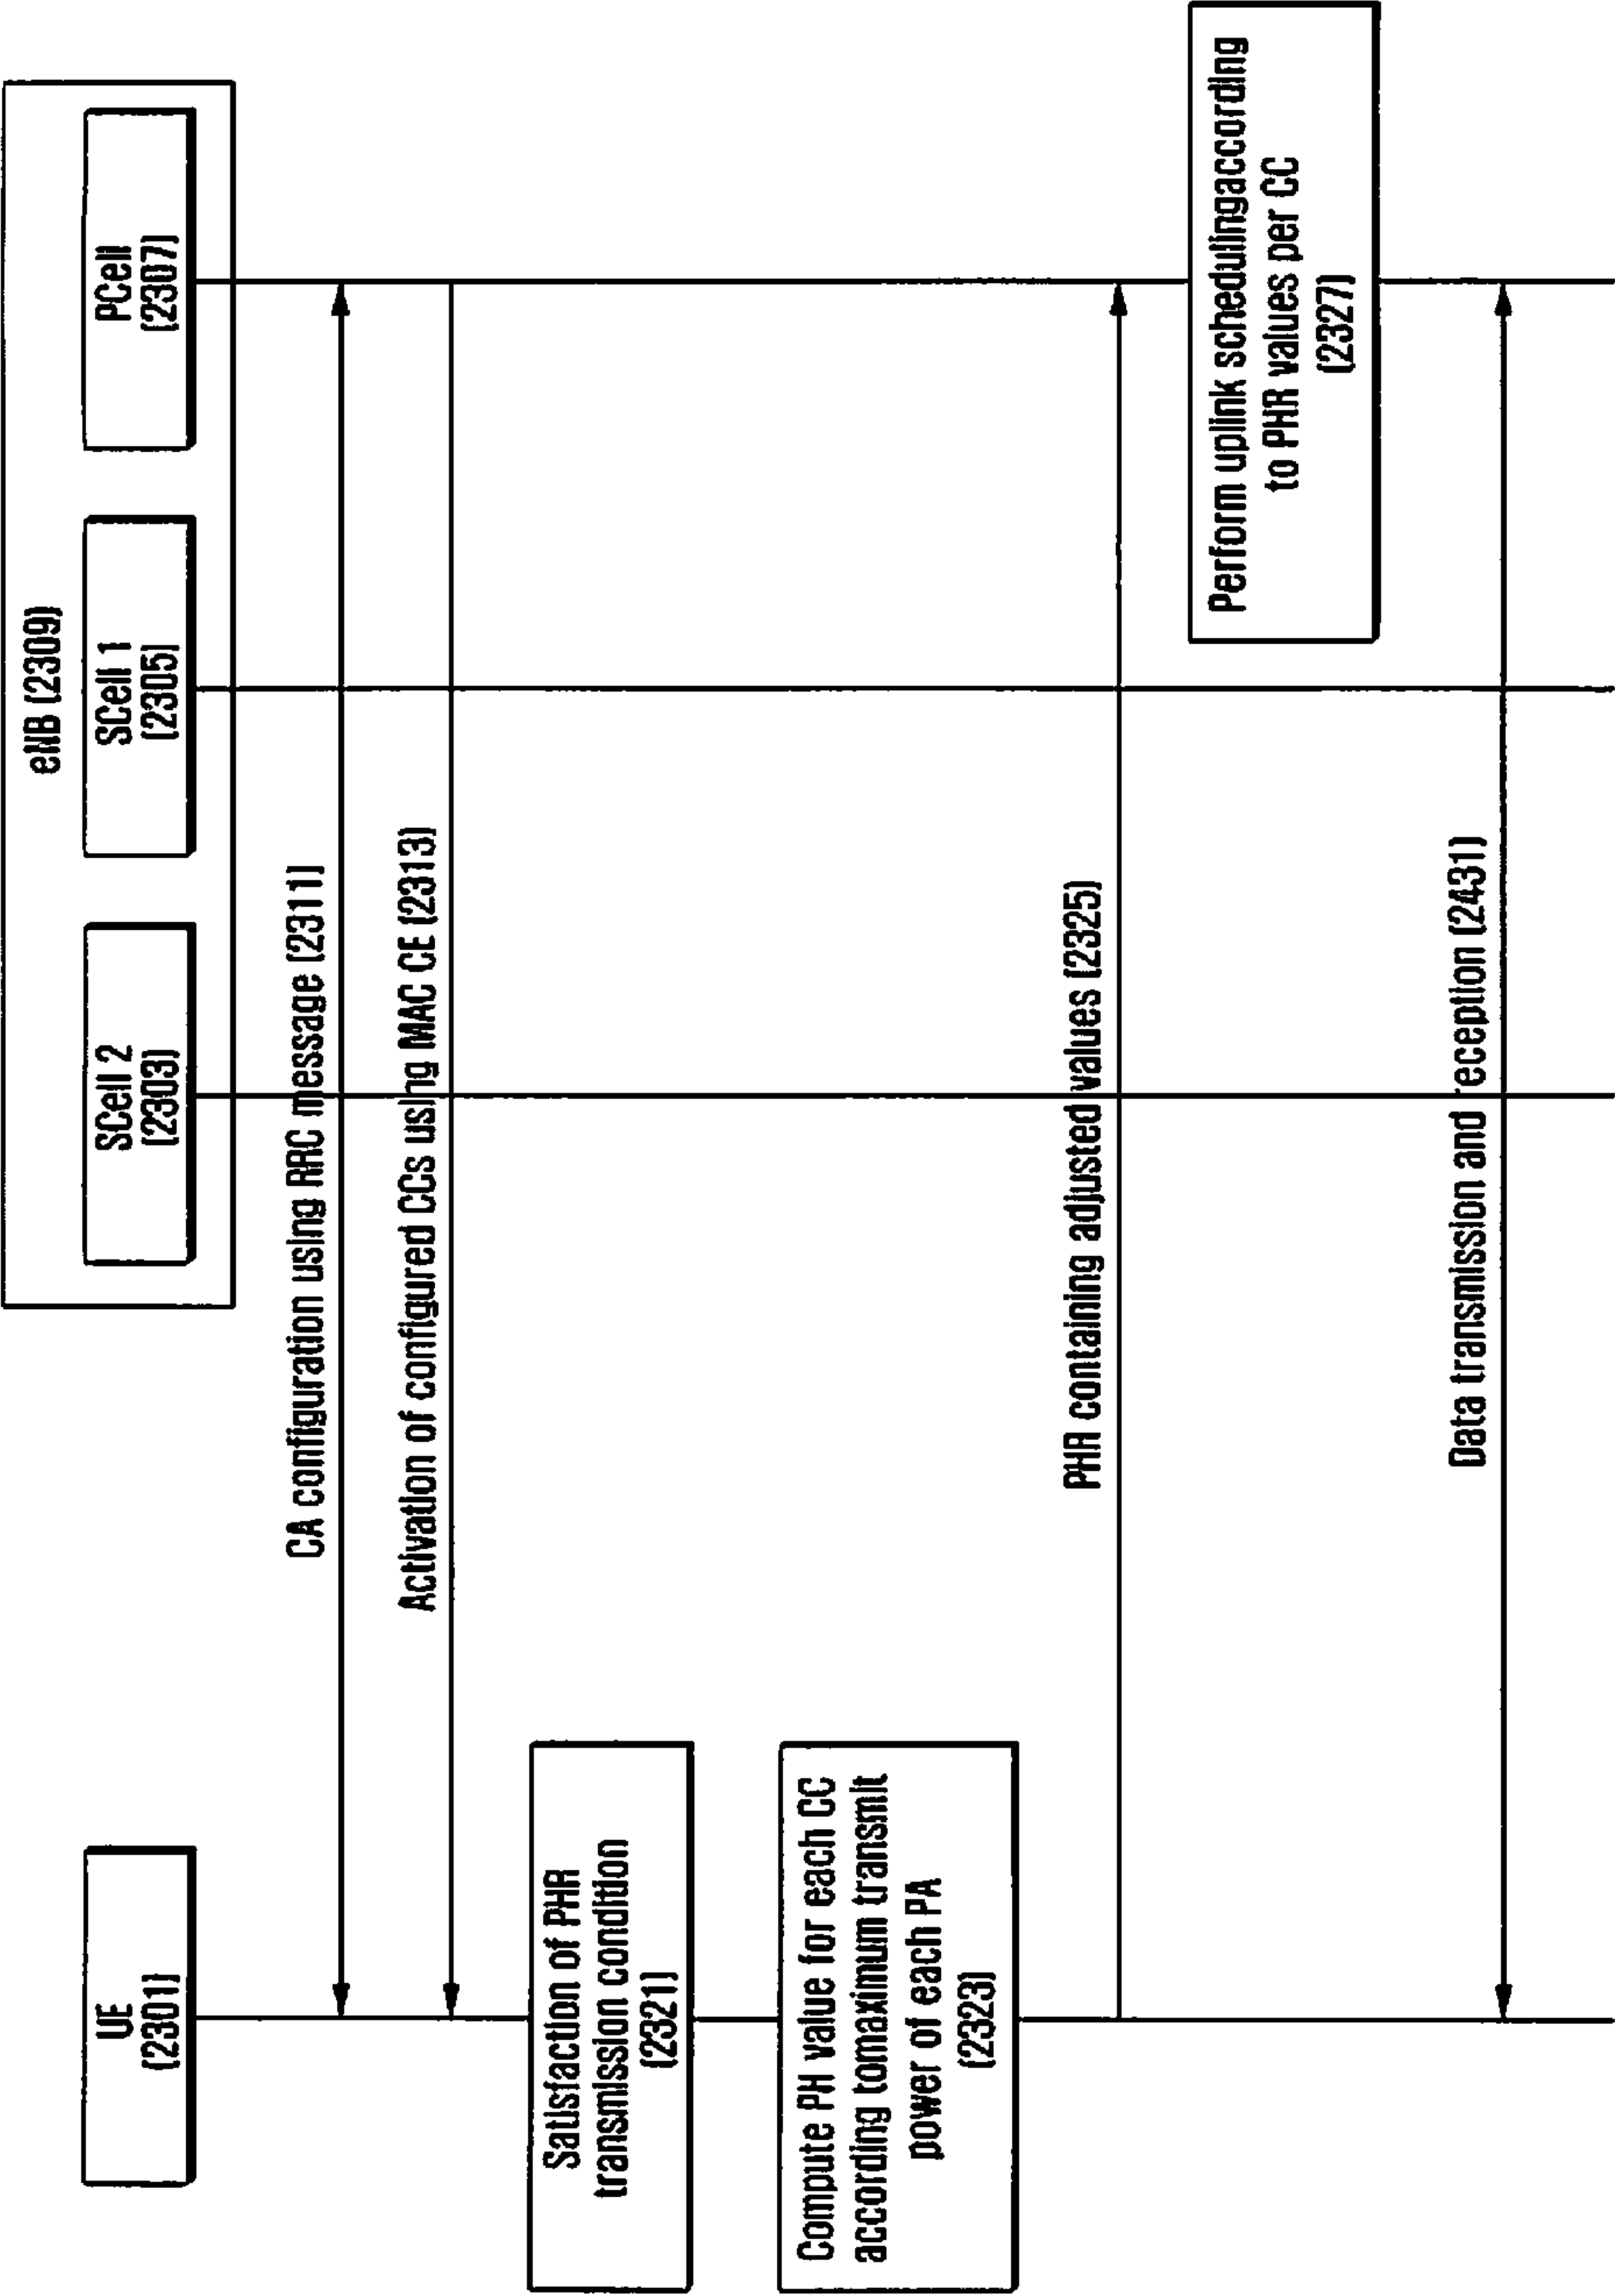 eNB (2309)
UE
(2301)
SCell 2
(2303)
SCell 1
(2305)
PCell
(2307)
CA configuration using RRC message (2311)
Activation of configured CCs using MAC CE (2313)
Satisfaction of PHR
transmission condition
(2321)
Compute PH value for each CC
according tomaximum transmit
power of each PA
(2323)
PHR containing adjusted values (2325)
Perform uplink schedulingaccording
to PHR values per CC
(2327)
Data transmission and reception (2431)